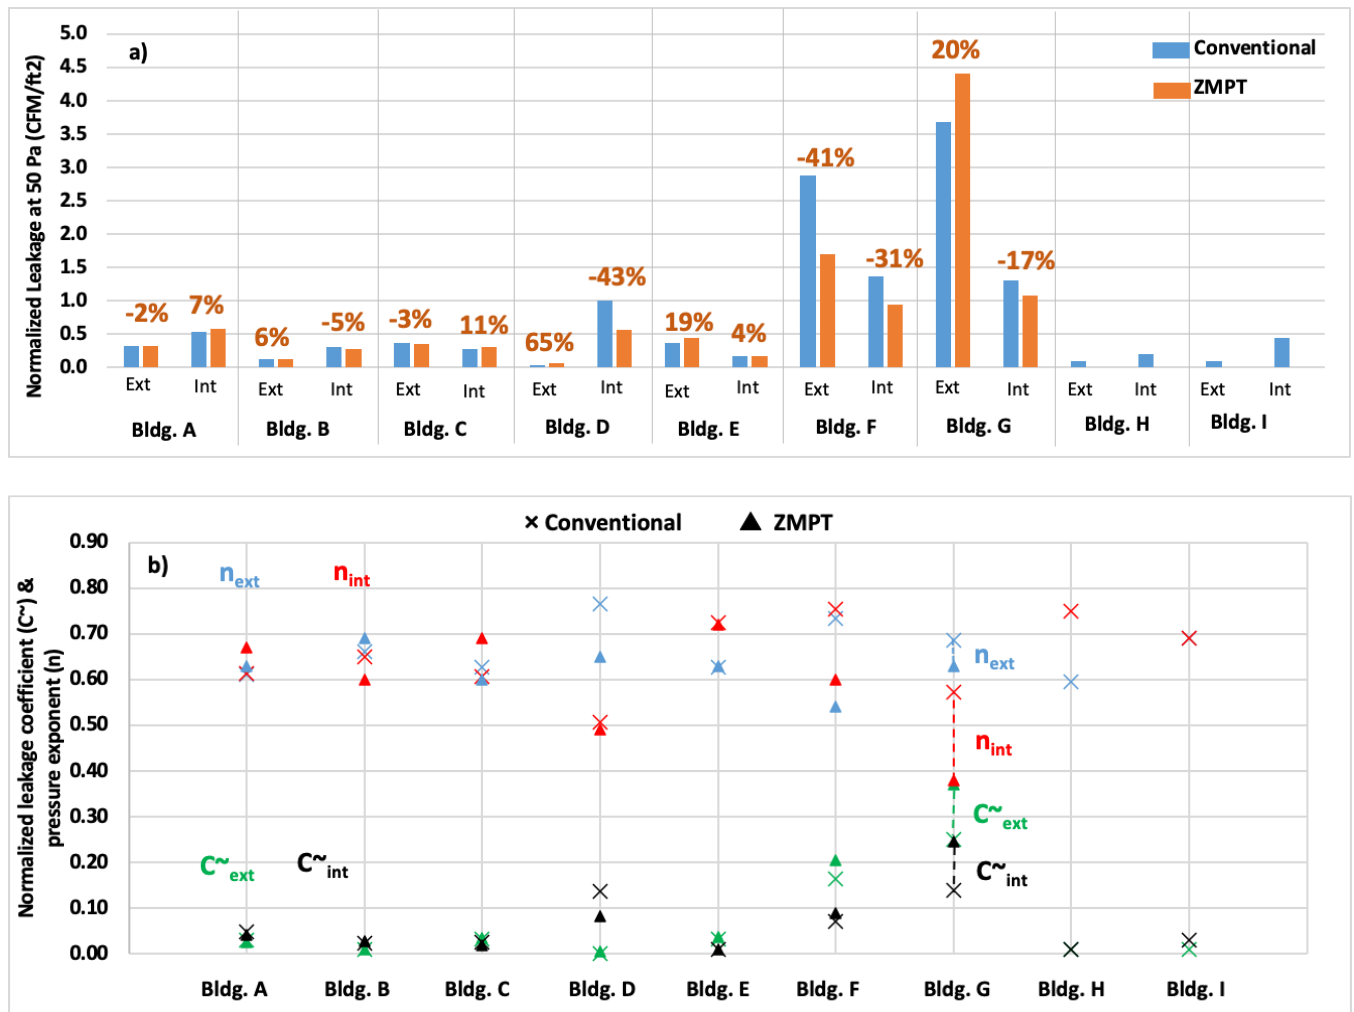 a)
Conventional
ZMPT
Normalized Leakage at 50 Pa (CFM/ft2)
5.0
4.5
4.0
3.5
3.0
2.5
2.0
1.5
1.0
0.5
0.0
-2%
7%
6%
-5%
-3%
11%
65%
-43%
19%
4%
-41%
-31%
20%
-17%
Ext Int Ext Int Ext Int Ext Int Ext Int Ext Int Ext Int Ext Int Ext Int
Bldg. A Bldg. B Bldg. C Bldg. D Bldg. E Bldg. F Bldg. G Bldg. H Bldg. I
× Conventional ▲ ZMPT
b)
Normalized leakage coefficient (C~) &
pressure exponent (n)
0.90
0.80
0.70
0.60
0.50
0.40
0.30
0.20
0.10
0.00
next
nint
C~ext
C~int
next
nint
C~ext
C~int
Bldg. A Bldg. B Bldg. C Bldg. D Bldg. E Bldg. F Bldg. G Bldg. H Bldg. I